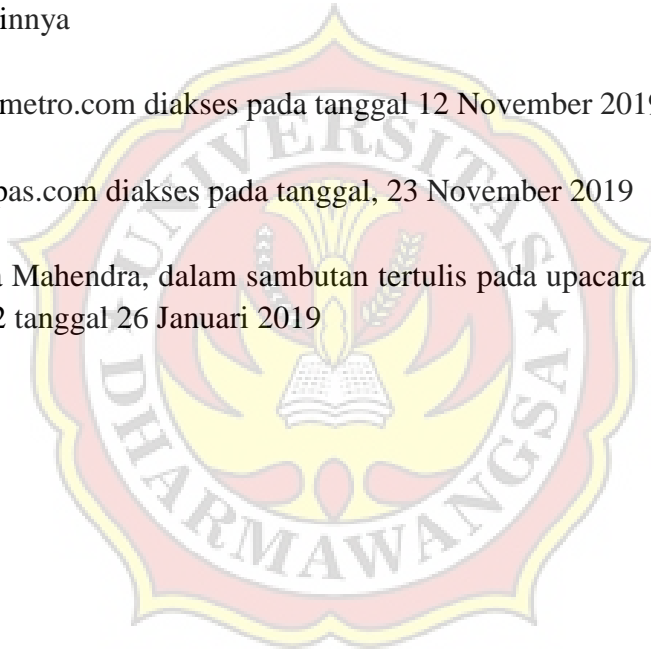 innya
metro.com diakses pada tanggal 12 November 2019
pas.com diakses pada tanggal, 23 November 2019
Mahendra, dalam sambutan tertulis pada upacara
2 tanggal 26 Januari 2019
UNIVERSITAS
DHARMAWANGSA